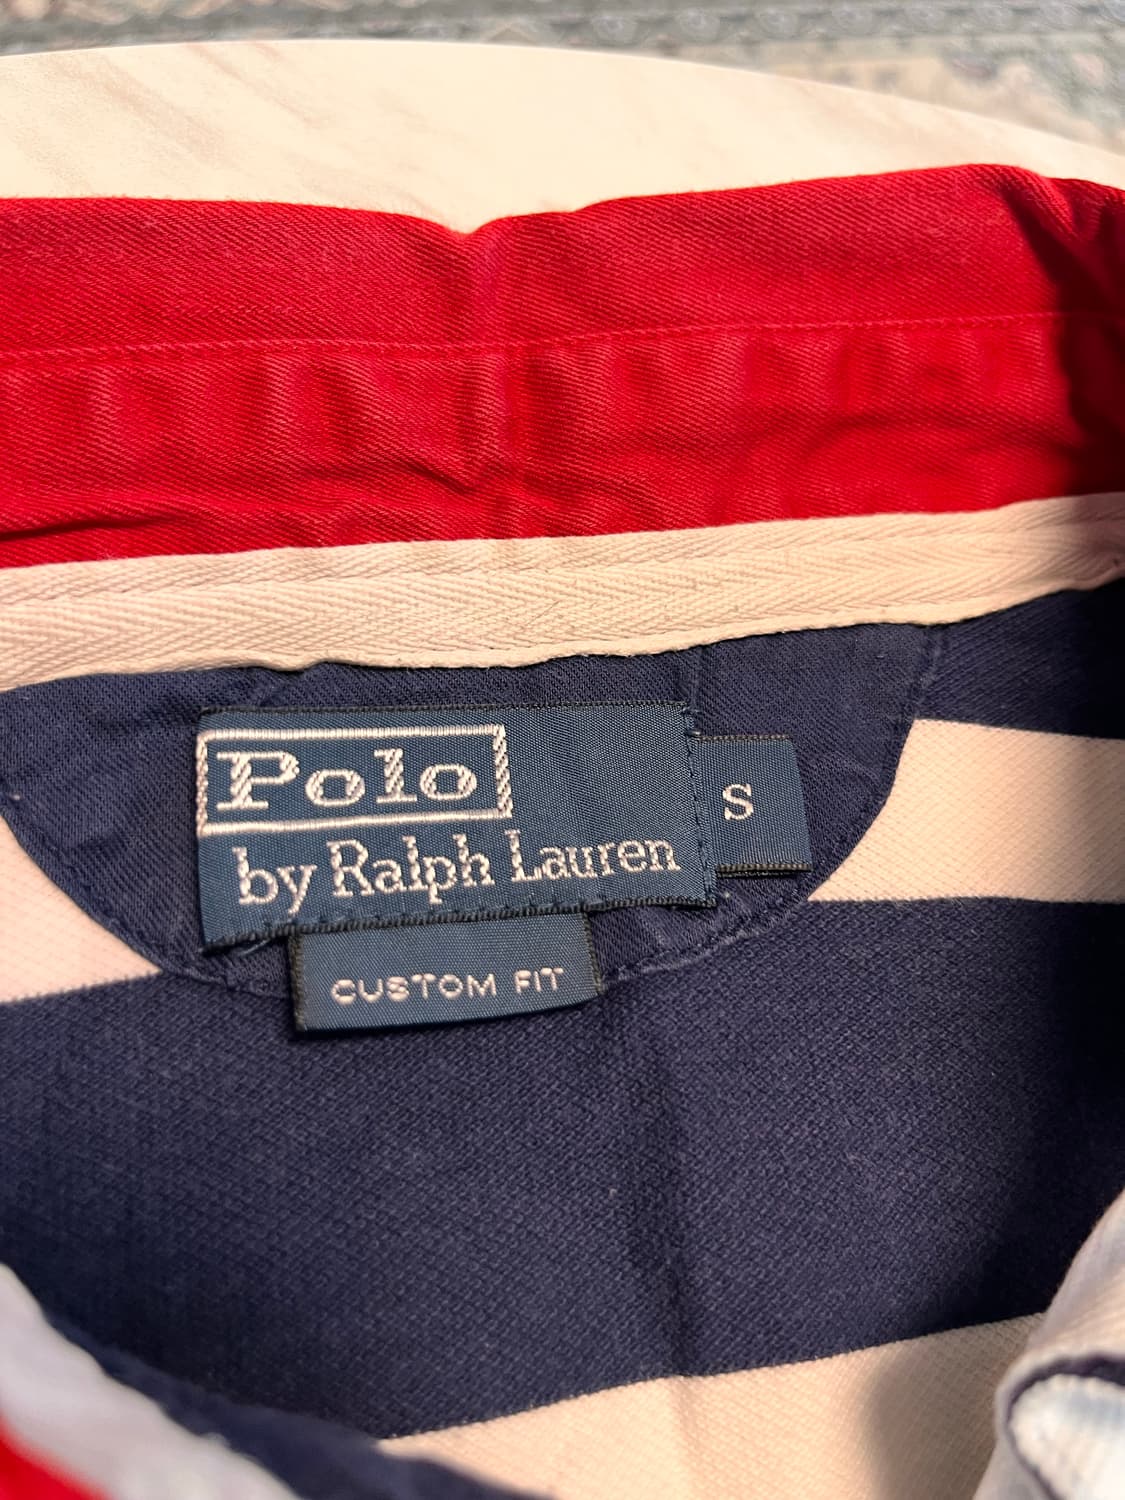 Polo
by Ralph Lauren
S
CUSTOM FIT